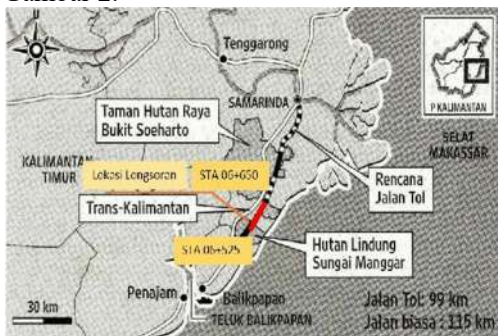 Tenggarong
SAMARINDA
P KALIMANTAN
Taman Hutan Raya
Bukit Soeharto
SELAT
MAKASSAR
KALIMANTAN
TIMUR
Lokasi Longsoran
STA 06+650
Rencana
Jalan Tol
Trans-Kalimantan
STA 06+525
Hutan Lindung
Sungai Manggar
Penajam
Balikpapan
30 km
TELUK BALIKPAPAN
Jalan Tol: 99 km
Jalan biasa : 115 km